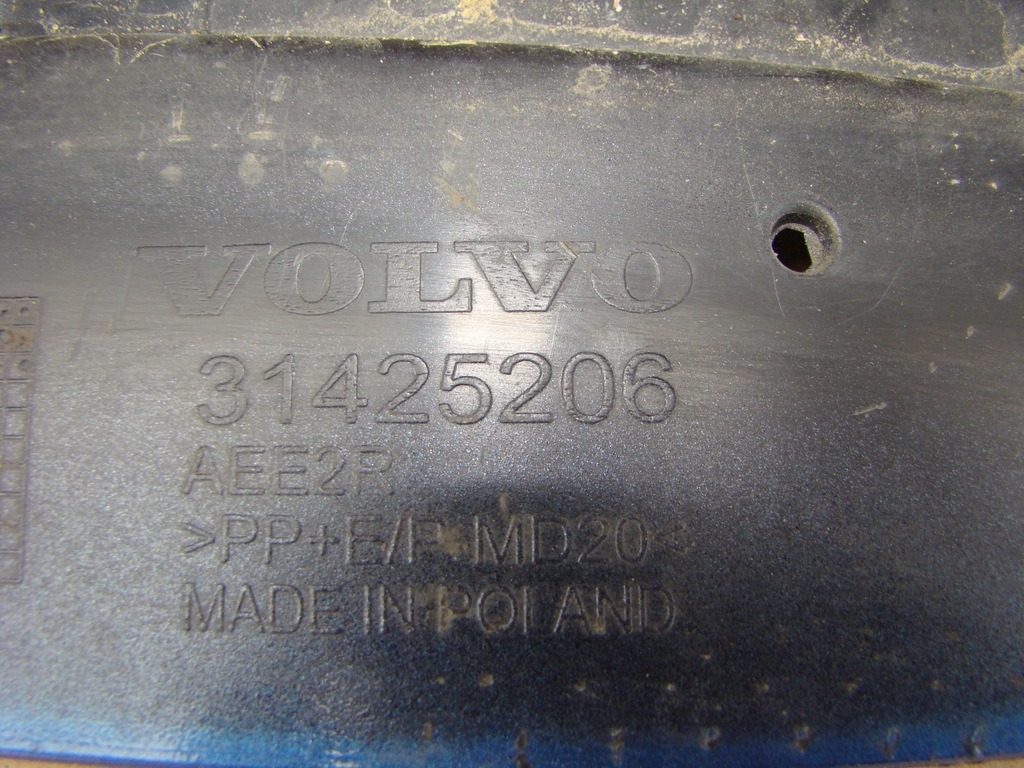 VOLVO
31425206
AEE2R
>PP+E/P-MD20<
MADE IN POLAND